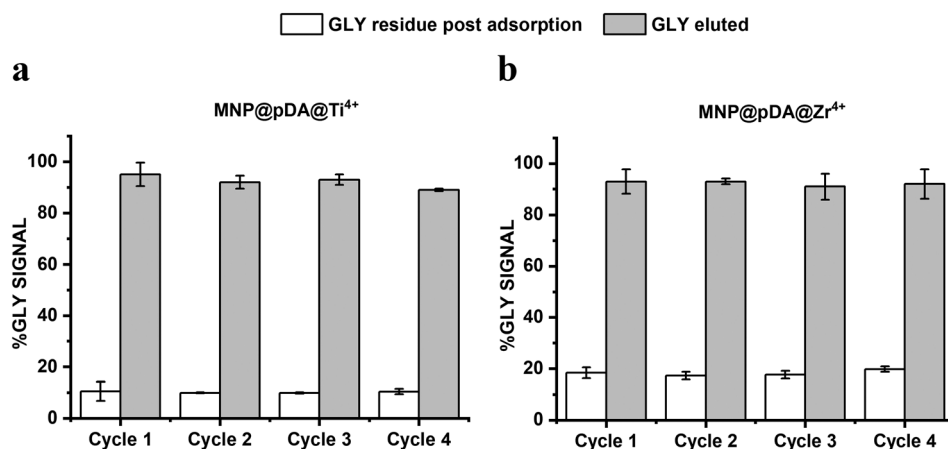 GLY residue post adsorption
GLY eluted
a
MNP@pDA@Ti⁴⁺
%GLY SIGNAL
100
80
60
40
20
0
Cycle 1 Cycle 2 Cycle 3 Cycle 4
b
MNP@pDA@Zr⁴⁺
%GLY SIGNAL
100
80
60
40
20
0
Cycle 1 Cycle 2 Cycle 3 Cycle 4